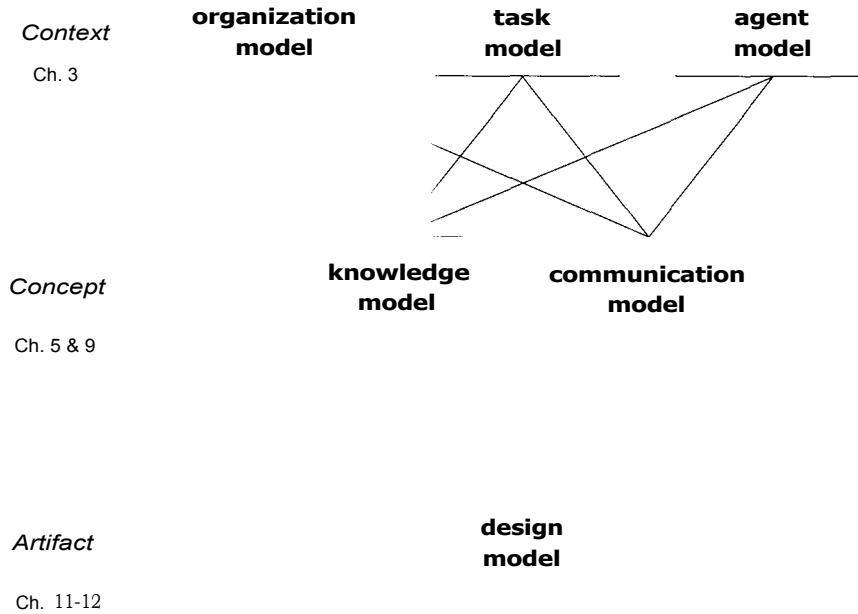 Context
Ch. 3
organization
model
task
model
agent
model
Concept
Ch. 5 & 9
knowledge
model
communication
model
Artifact
Ch. 11-12
design
model